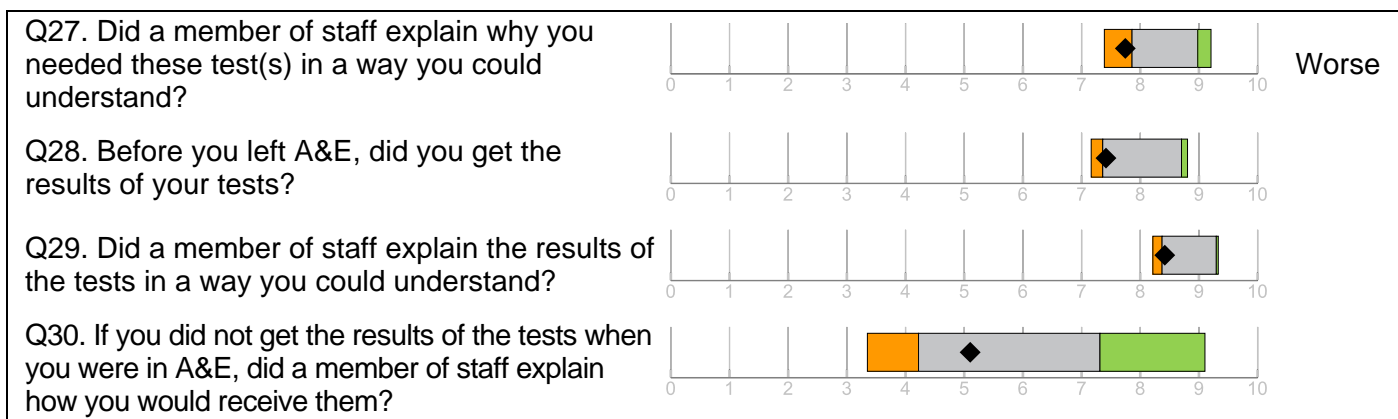 Q27. Did a member of staff explain why you
needed these test(s) in a way you could
understand?
0 1 2 3 4 5 6 7 8 9 10
Worse
Q28. Before you left A&E, did you get the
results of your tests?
0 1 2 3 4 5 6 7 8 9 10
Q29. Did a member of staff explain the results of
the tests in a way you could understand?
0 1 2 3 4 5 6 7 8 9 10
Q30. If you did not get the results of the tests when
you were in A&E, did a member of staff explain
how you would receive them?
0 1 2 3 4 5 6 7 8 9 10